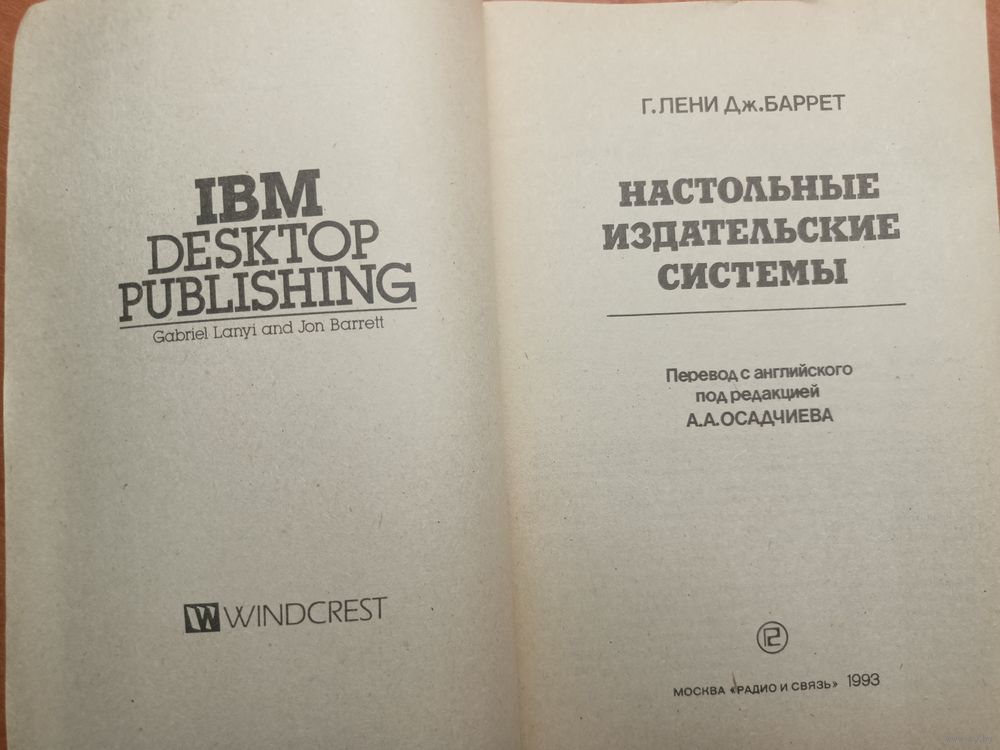 IBM
DESKTOP
PUBLISHING
Gabriel Lanyi and Jon Barrett
W WINDCREST
Г.ЛЕНИ Дж.БАРРЕТ
НАСТОЛЬНЫЕ
ИЗДАТЕЛЬСКИЕ
СИСТЕМЫ
Перевод с английского
под редакцией
А.А.ОСАДЧИЕВА
МОСКВА «РАДИО И СВЯЗЬ» 1993